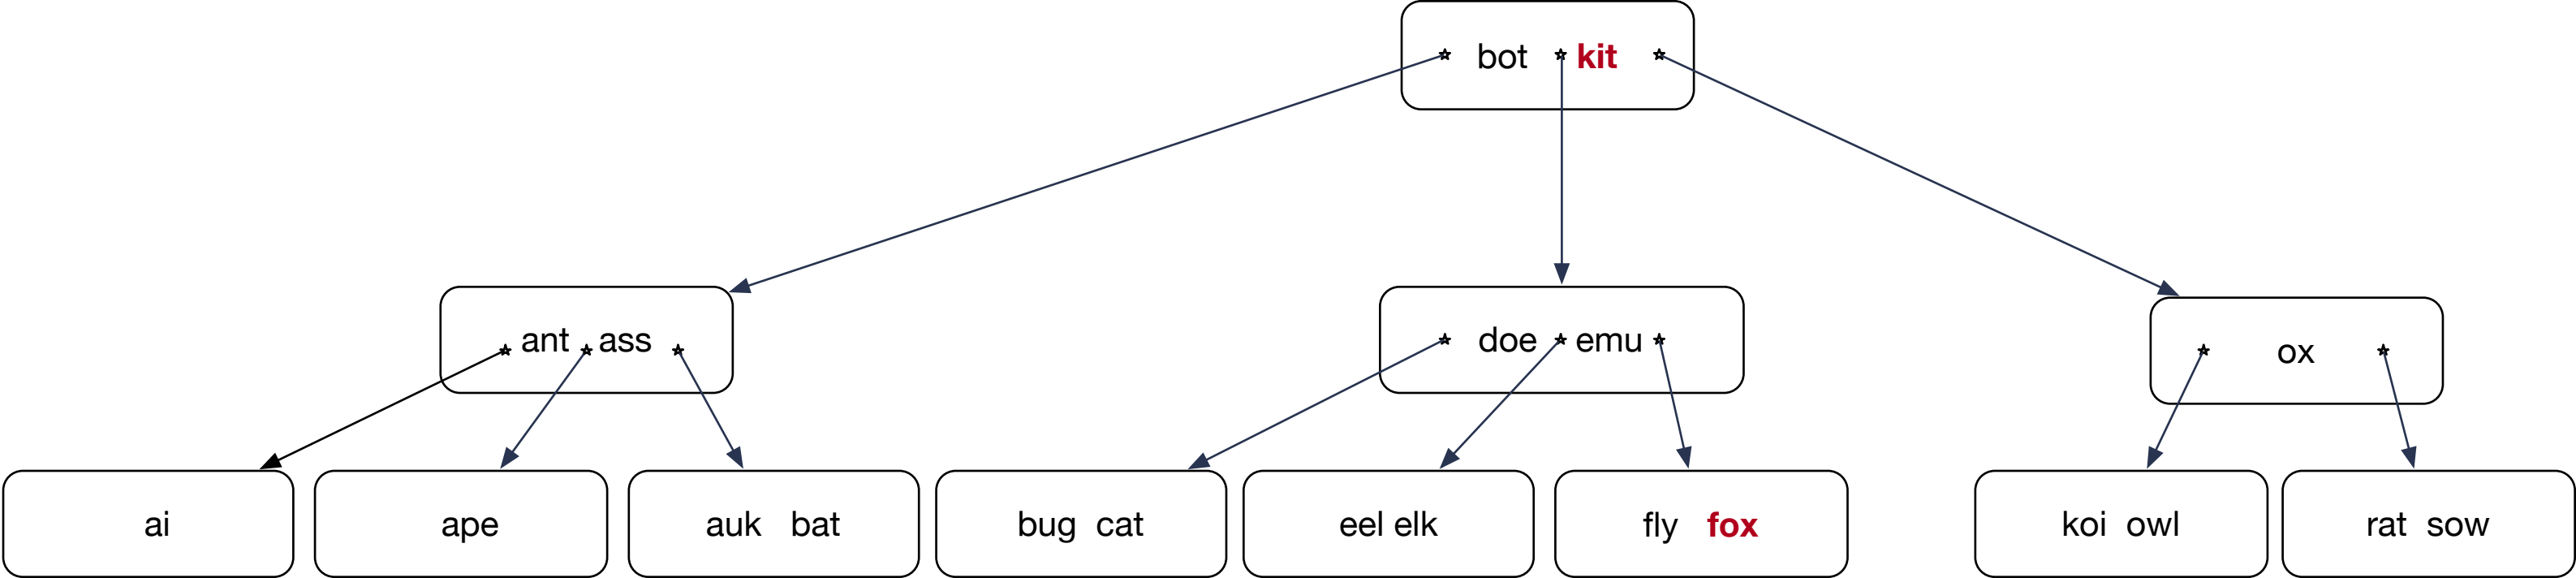 bot kit
ant ass
doe emu
ox
ai
ape
auk bat
bug cat
eel elk
fly fox
koi owl
rat sow